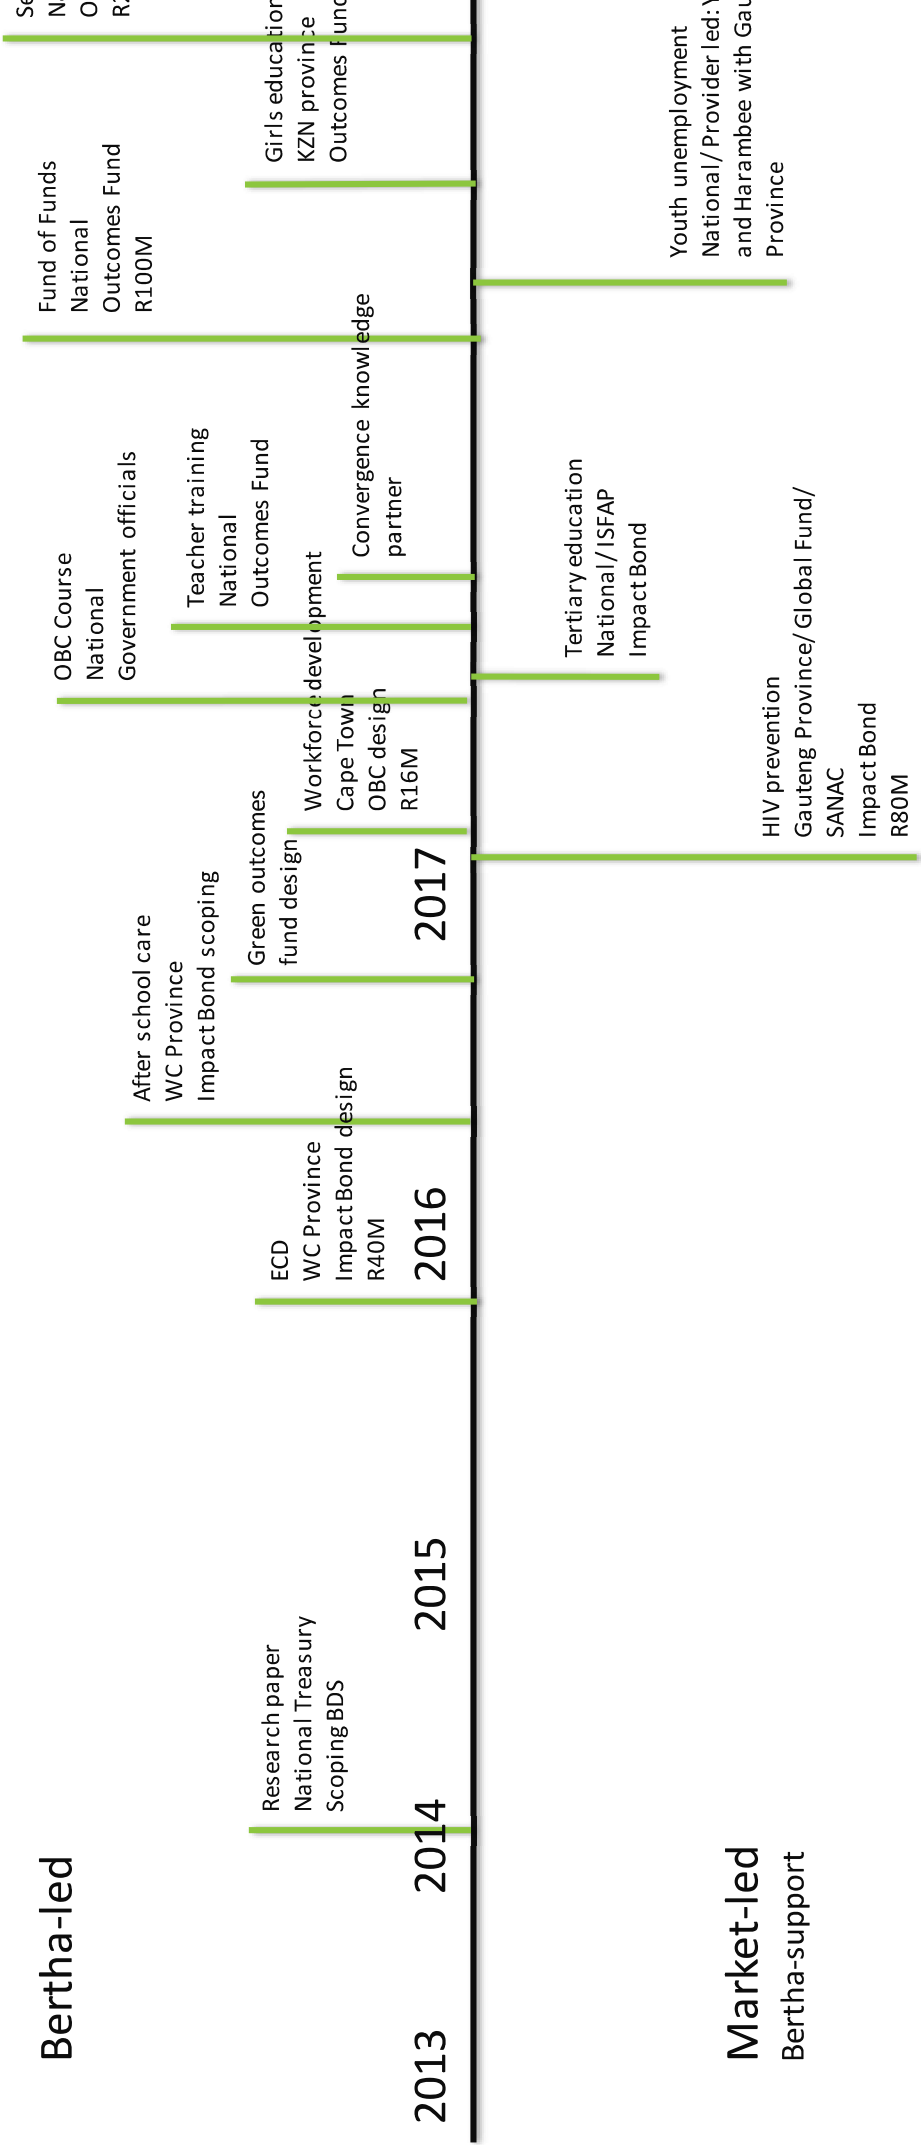 Bertha-led
Research paper
National Treasury
Scoping BDS
ECD
WC Province
Impact Bond design
R40M
After school care
WC Province
Impact Bond scoping
Green outcomes
fund design
Workforce development
Cape Town
OBC design
R16M
OBC Course
National
Government officials
Teacher training
National
Outcomes Fund
Convergence knowledge
partner
Fund of Funds
National
Outcomes Fund
R100M
Girls education
KZN province
Outcomes Fund
2013
2014
2015
2016
2017
Market-led
Bertha-support
HIV prevention
Gauteng Province/ Global Fund/
SANAC
Impact Bond
R80M
Tertiary education
National/ISFAP
Impact Bond
Youth unemployment
National/ Provider led:
and Harambee with
Province